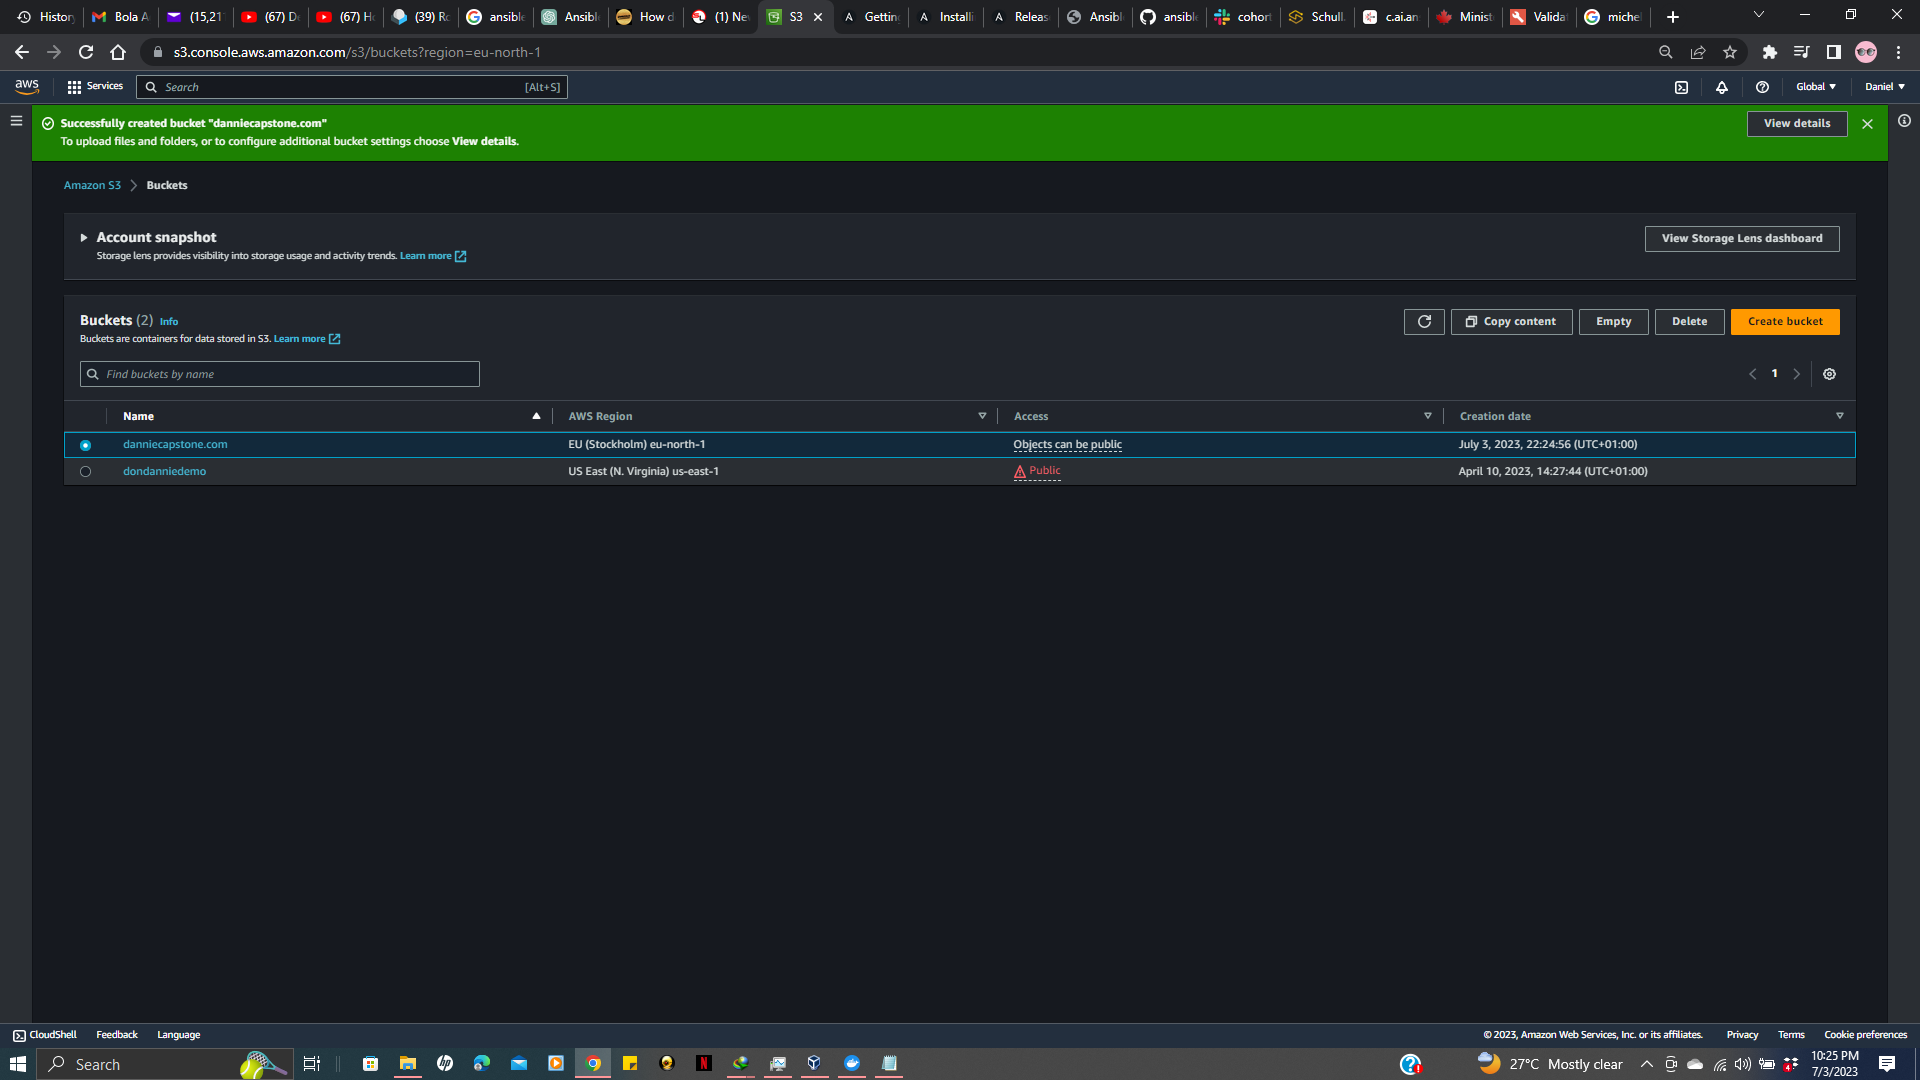 History
Bola A
(15,21
(67) D
(67) H
(39) R
ansible
Ansible
How d
(1) Ne
S3
Getting
Install
Releas
Ansible
ansible
cohort
Schull.
c.ai.an
Minist
Valida
michel
s3.console.aws.amazon.com/s3/buckets?region=eu-north-1
aws
Services
Search
[Alt+S]
Global
Daniel
Successfully created bucket "danniecapstone.com"
To upload files and folders, or to configure additional bucket settings choose View details.
View details
Amazon S3
Buckets
Account snapshot
Storage lens provides visibility into storage usage and activity trends. Learn more
View Storage Lens dashboard
Buckets (2) Info
Buckets are containers for data stored in S3. Learn more
Copy content
Empty
Delete
Create bucket
Find buckets by name
1
Name
AWS Region
Access
Creation date
danniecapstone.com
EU (Stockholm) eu-north-1
Objects can be public
July 3, 2023, 22:24:56 (UTC+01:00)
dondanniedemo
US East (N. Virginia) us-east-1
Public
April 10, 2023, 14:27:44 (UTC+01:00)
CloudShell
Feedback
Language
© 2023, Amazon Web Services, Inc. or its affiliates.
Privacy
Terms
Cookie preferences
Search
27°C Mostly clear
10:25 PM
7/3/2023